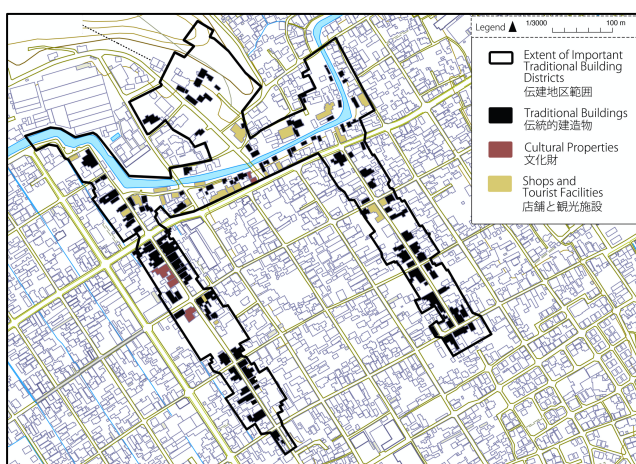 Legend 1/3000 100 m
Extent of Important
Traditional Building
Districts
伝建地区範囲
Traditional Buildings
伝統的建造物
Cultural Properties
文化財
Shops and
Tourist Facilities
店舗と観光施設